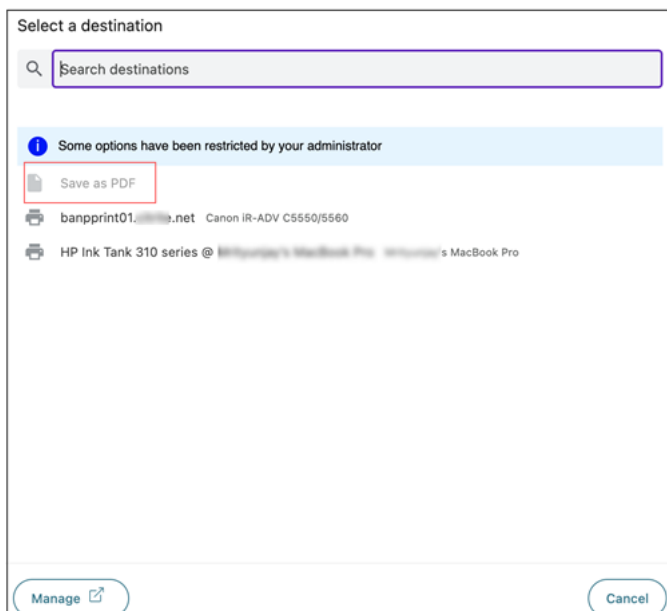 Select a destination
Search destinations
Some options have been restricted by your administrator
Save as PDF
banpprint01. .net Canon iR-ADV C5550/5560
HP Ink Tank 310 series @ 's MacBook Pro
Manage
Cancel